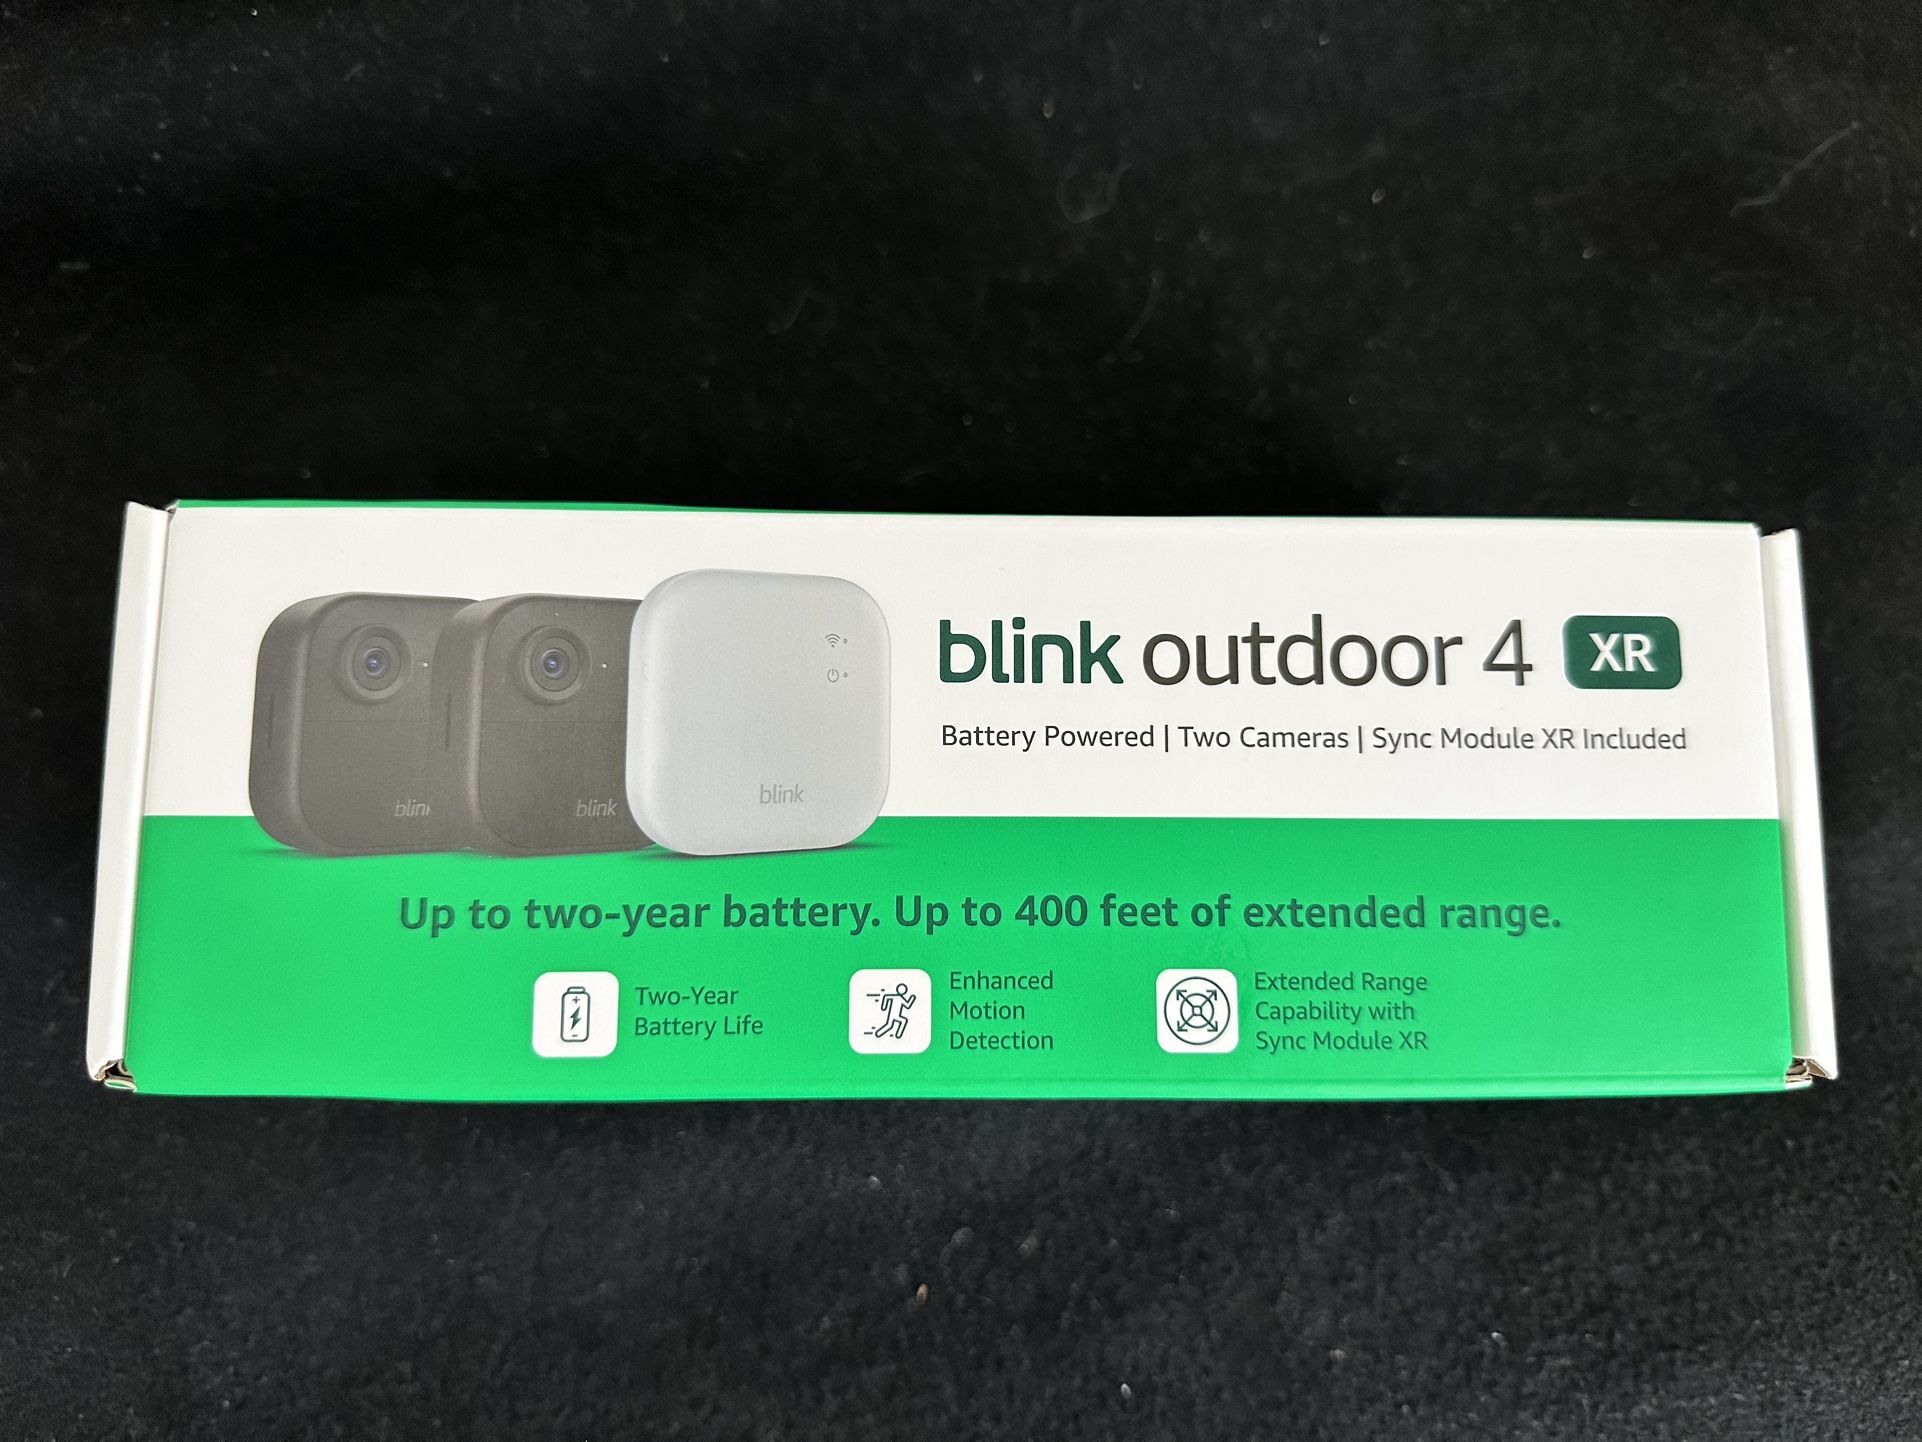 blink outdoor 4 XR
Battery Powered | Two Cameras | Sync Module XR Included
blink
blink
Up to two-year battery. Up to 400 feet of extended range.
Two-Year
Battery Life
Enhanced
Motion
Detection
Extended Range
Capability with
Sync Module XR